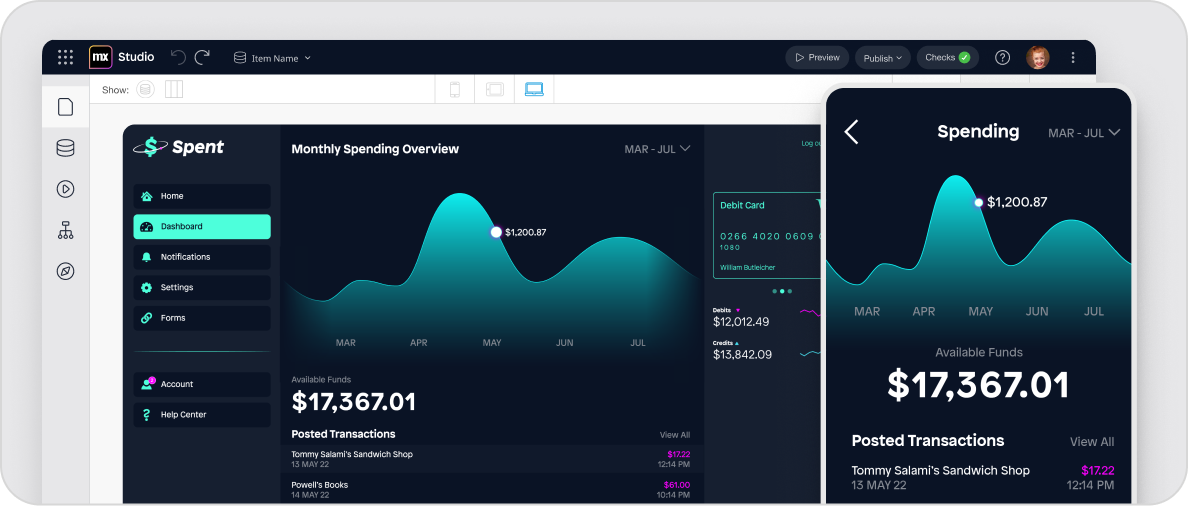 mx Studio Item Name Preview Publish Checks
Show:
$ Spent
Home
Dashboard
Notifications
Settings
Forms
Account
Help Center
Monthly Spending Overview MAR - JUL
$1,200.87
MAR APR MAY JUN JUL
Available Funds
$17,367.01
Posted Transactions View All
Tommy Salami's Sandwich Shop $17.22
13 MAY 22 12:14 PM
Powell's Books $61.00
14 MAY 22 10:14 PM
Log
Debit Card
0266 4020 0609
1080
William Butleicher
Debits
$12,012.49
Credits
$13,842.09
Spending MAR - JUL
$1,200.87
MAR APR MAY JUN JUL
Available Funds
$17,367.01
Posted Transactions View All
Tommy Salami's Sandwich Shop $17.22
13 MAY 22 12:14 PM